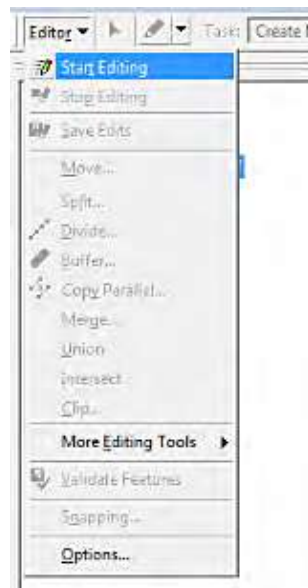 Editor Task: Create
Start Editing
Stop Editing
Save Edits
Move...
Split...
Divide...
Buffer...
Copy Parallel...
Merge...
Union
Intersect
Clip...
More Editing Tools
Validate Features
Snapping...
Options...